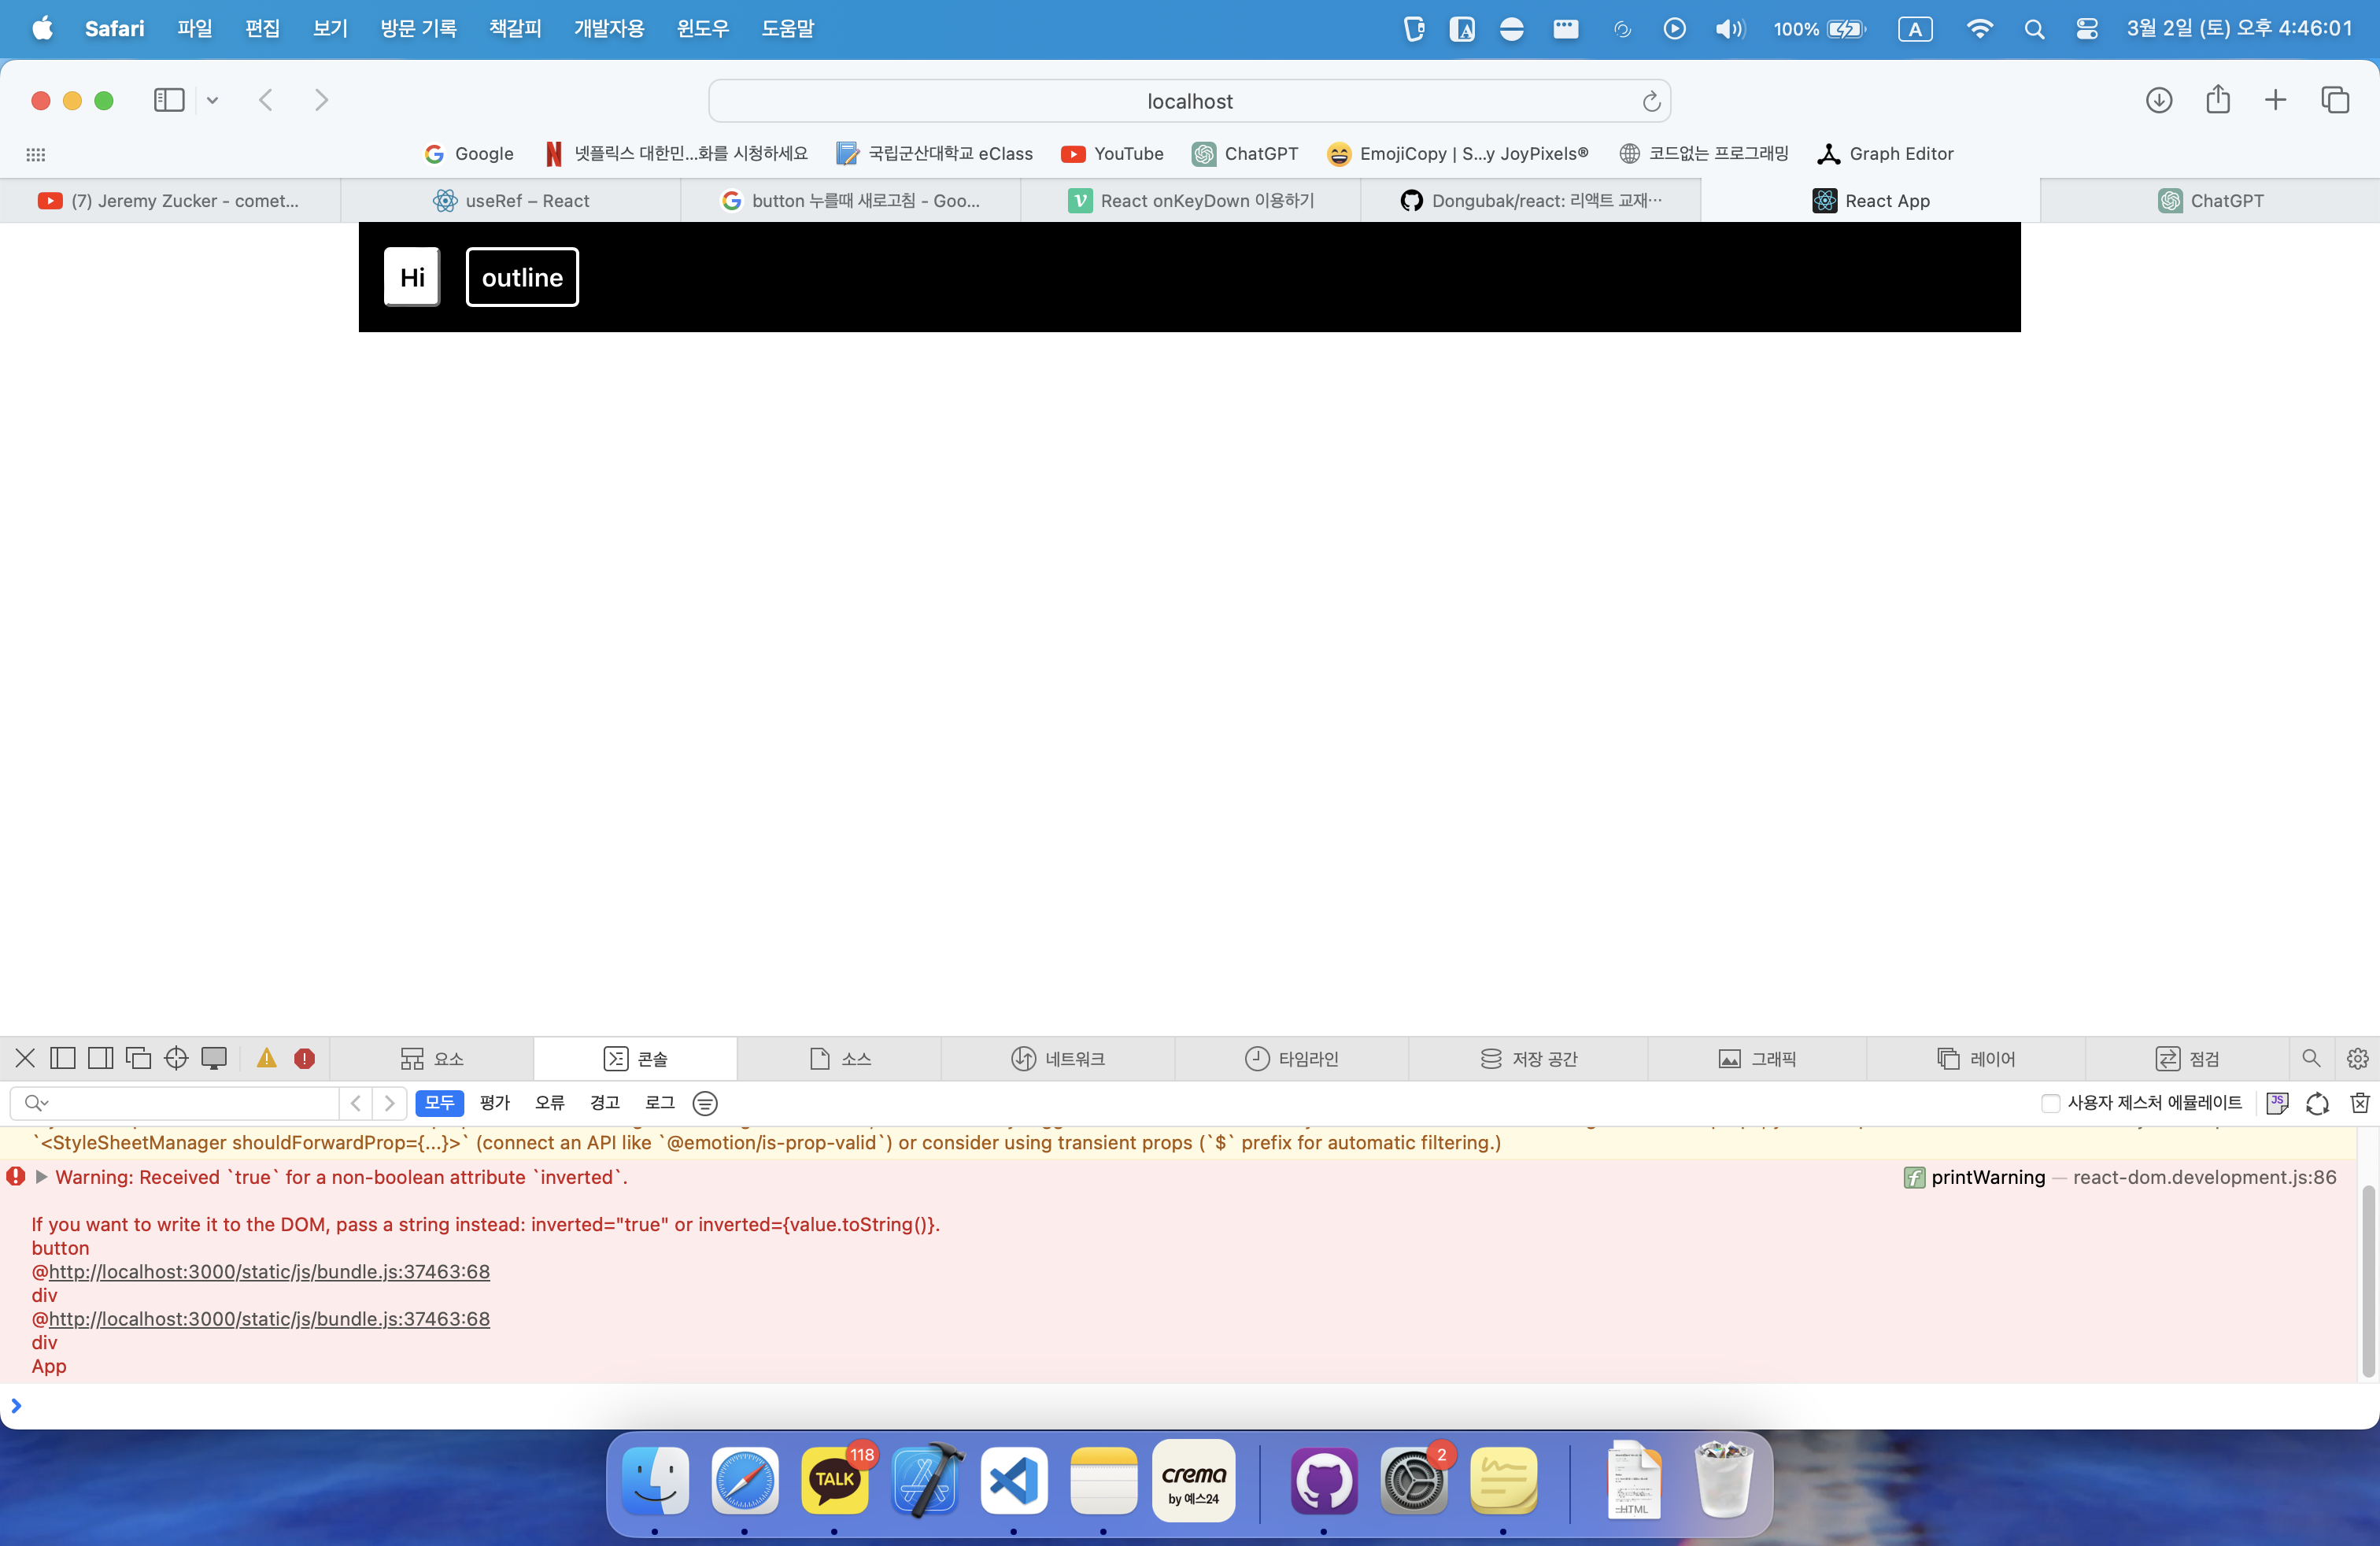 Safari 파일 편집 보기 방문 기록 책갈피 개발자용 윈도우 도움말 100% A 3월 2일 (토) 오후 4:46:01
localhost
Google 넷플릭스 대한민...화를 시청하세요 국립군산대학교 eClass YouTube ChatGPT EmojiCopy | S...y JoyPixels® 코드없는 프로그래밍 Graph Editor
(7) Jeremy Zucker - comet... useRef – React button 누를때 새로고침 - Goo... React onKeyDown 이용하기 Dongubak/react: 리액트 교재… React App ChatGPT
Hi outline
요소 콘솔 소스 네트워크 타임라인 저장 공간 그래픽 레이어 점검
모두 평가 오류 경고 로그 사용자 제스처 에뮬레이트
`<StyleSheetManager shouldForwardProp={...}>` (connect an API like `@emotion/is-prop-valid`) or consider using transient props (`$` prefix for automatic filtering.)
Warning: Received `true` for a non-boolean attribute `inverted`. printWarning — react-dom.development.js:86
If you want to write it to the DOM, pass a string instead: inverted="true" or inverted={value.toString()}.
button
@http://localhost:3000/static/js/bundle.js:37463:68
div
@http://localhost:3000/static/js/bundle.js:37463:68
div
App
118 2
TALK crema
by 예스24
HTML